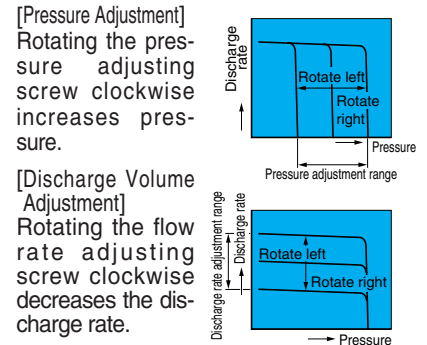 [Pressure Adjustment]
Rotating the pres-
sure adjusting
screw clockwise
increases pres-
sure.
Discharge
rate
Rotate left
Rotate
right
Pressure
Pressure adjustment range
[Discharge Volume
Adjustment]
Rotating the flow
rate adjusting
screw clockwise
decreases the dis-
charge rate.
Discharge rate adjustment range
Discharge rate
Rotate left
Rotate right
Pressure